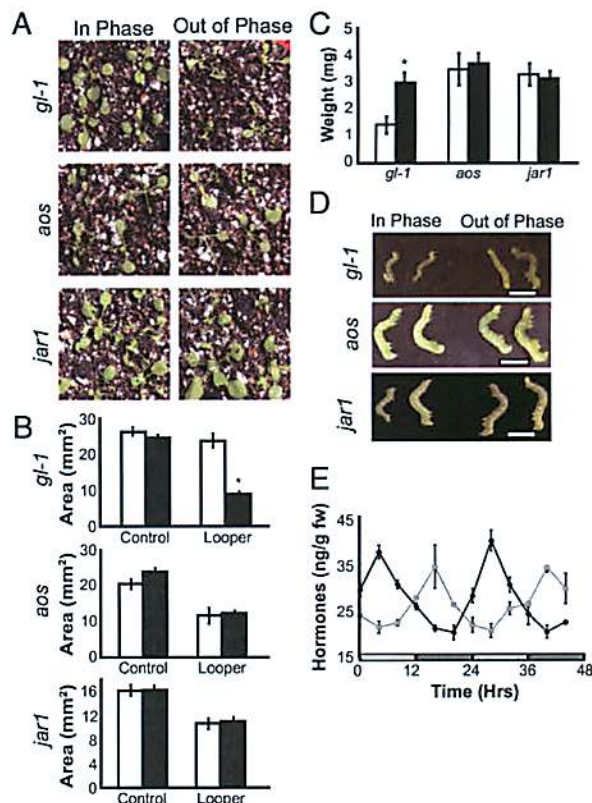 A
In Phase Out of Phase
gl-1
aos
jar1
B
gl-1
Area (mm²)
30
20
10
0
Control Looper
*
aos
Area (mm²)
30
20
10
0
Control Looper
jar1
Area (mm²)
16
12
8
4
0
Control Looper
C
Weight (mg)
5
4
3
2
1
0
*
gl-1 aos jar1
D
In Phase Out of Phase
gl-1
aos
jar1
E
Hormones (ng/g fw)
45
35
25
15
0 12 24 36 48
Time (Hrs)